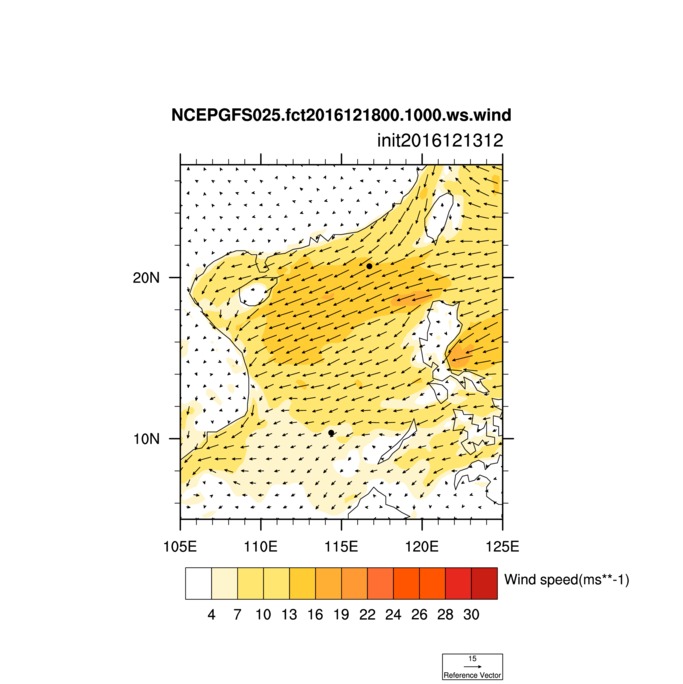 NCEPGFS025.fct2016121800.1000.ws.wind
init2016121312
20N
10N
105E 110E 115E 120E 125E
4 7 10 13 16 19 22 24 26 28 30
Wind speed(ms**-1)
15
Reference Vector